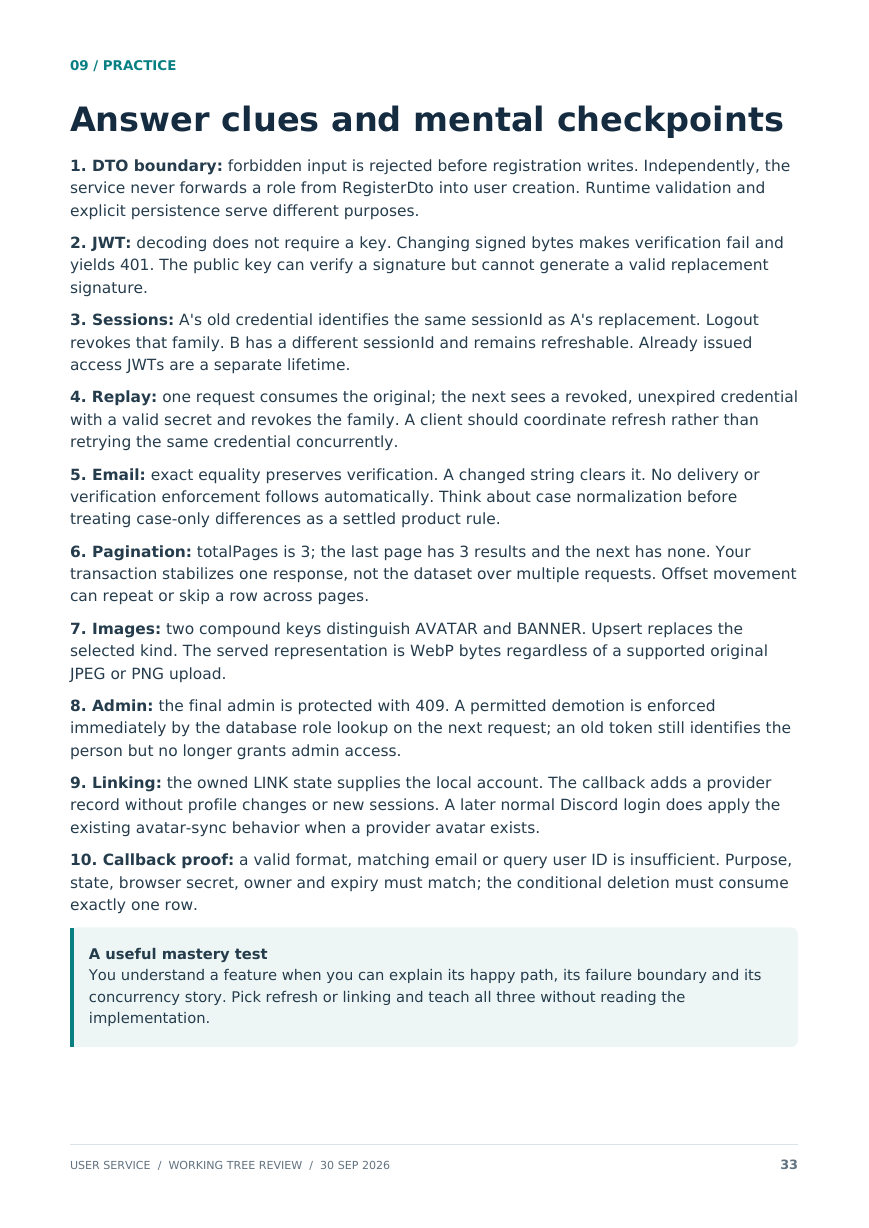 09 / PRACTICE
Answer clues and mental checkpoints
1. DTO boundary: forbidden input is rejected before registration writes. Independently, the
service never forwards a role from RegisterDto into user creation. Runtime validation and
explicit persistence serve different purposes.
2. JWT: decoding does not require a key. Changing signed bytes makes verification fail and
yields 401. The public key can verify a signature but cannot generate a valid replacement
signature.
3. Sessions: A's old credential identifies the same sessionId as A's replacement. Logout
revokes that family. B has a different sessionId and remains refreshable. Already issued
access JWTs are a separate lifetime.
4. Replay: one request consumes the original; the next sees a revoked, unexpired credential
with a valid secret and revokes the family. A client should coordinate refresh rather than
retrying the same credential concurrently.
5. Email: exact equality preserves verification. A changed string clears it. No delivery or
verification enforcement follows automatically. Think about case normalization before
treating case-only differences as a settled product rule.
6. Pagination: totalPages is 3; the last page has 3 results and the next has none. Your
transaction stabilizes one response, not the dataset over multiple requests. Offset movement
can repeat or skip a row across pages.
7. Images: two compound keys distinguish AVATAR and BANNER. Upsert replaces the
selected kind. The served representation is WebP bytes regardless of a supported original
JPEG or PNG upload.
8. Admin: the final admin is protected with 409. A permitted demotion is enforced
immediately by the database role lookup on the next request; an old token still identifies the
person but no longer grants admin access.
9. Linking: the owned LINK state supplies the local account. The callback adds a provider
record without profile changes or new sessions. A later normal Discord login does apply the
existing avatar-sync behavior when a provider avatar exists.
10. Callback proof: a valid format, matching email or query user ID is insufficient. Purpose,
state, browser secret, owner and expiry must match; the conditional deletion must consume
exactly one row.
A useful mastery test
You understand a feature when you can explain its happy path, its failure boundary and its
concurrency story. Pick refresh or linking and teach all three without reading the
implementation.
USER SERVICE / WORKING TREE REVIEW / 30 SEP 2026
33